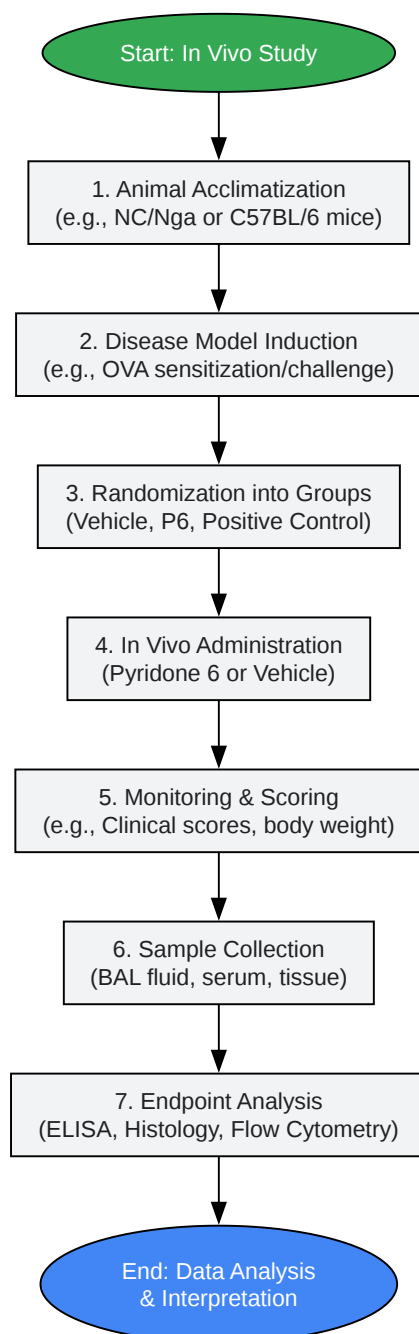 Start: In Vivo Study
1. Animal Acclimatization
(e.g., NC/Nga or C57BL/6 mice)
2. Disease Model Induction
(e.g., OVA sensitization/challenge)
3. Randomization into Groups
(Vehicle, P6, Positive Control)
4. In Vivo Administration
(Pyridone 6 or Vehicle)
5. Monitoring & Scoring
(e.g., Clinical scores, body weight)
6. Sample Collection
(BAL fluid, serum, tissue)
7. Endpoint Analysis
(ELISA, Histology, Flow Cytometry)
End: Data Analysis
& Interpretation